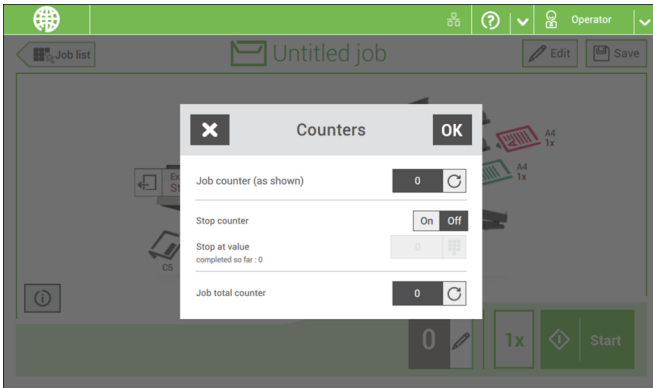 Operator
Job list
Untitled job
Edit
Save
Counters
OK
A4
1x
A4
1x
Ex
St
Job counter (as shown)
0
Stop counter
On
Off
Stop at value
0
completed so far : 0
C5
Job total counter
0
0
1x
Start